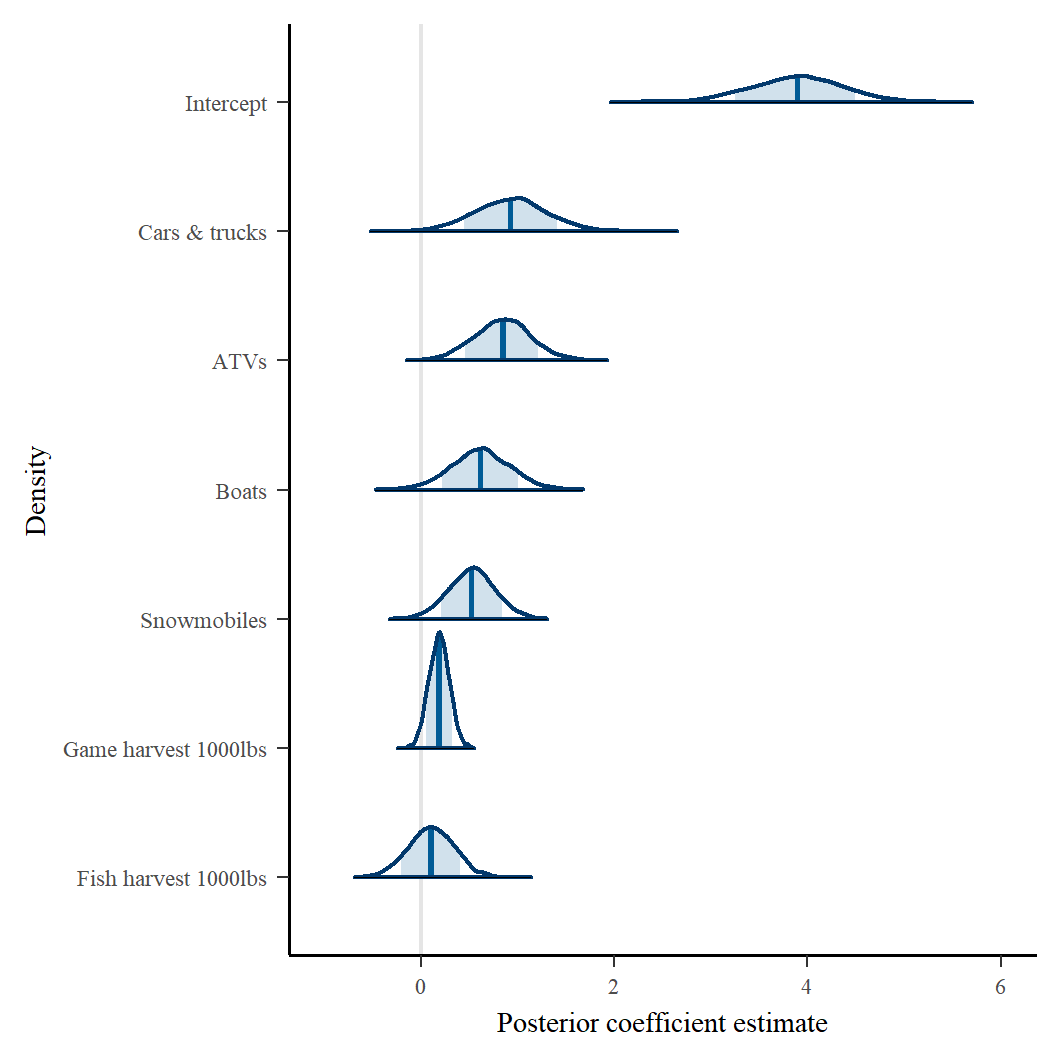 Intercept
Cars & trucks
ATVs
Boats
Snowmobiles
Game harvest 1000lbs
Fish harvest 1000lbs
Density
0 2 4 6
Posterior coefficient estimate